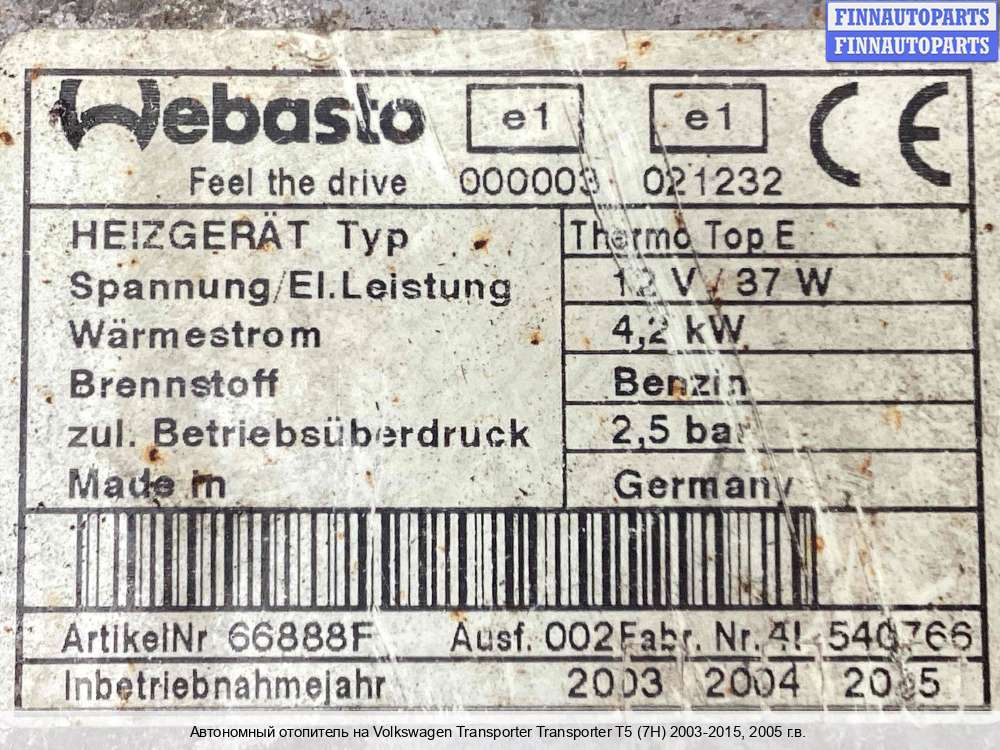 FINNAUTOPARTS
FINNAUTOPARTS
Webasto e1 e1 CE
Feel the drive 000003 021232
HEIZGERÄT Typ Thermo Top E
Spannung/El.Leistung 12 V / 37 W
Wärmestrom 4,2 kW
Brennstoff Benzin
zul. Betriebsüberdruck 2,5 bar
Made in Germany
ArtikelNr 66888F Ausf. 002 Fabr. Nr.
Inbetriebnahmejahr 2003 2004 2005
Автономный отопитель на Volkswagen Transporter Transporter T5 (7H) 2003-2015, 2005 г.в.